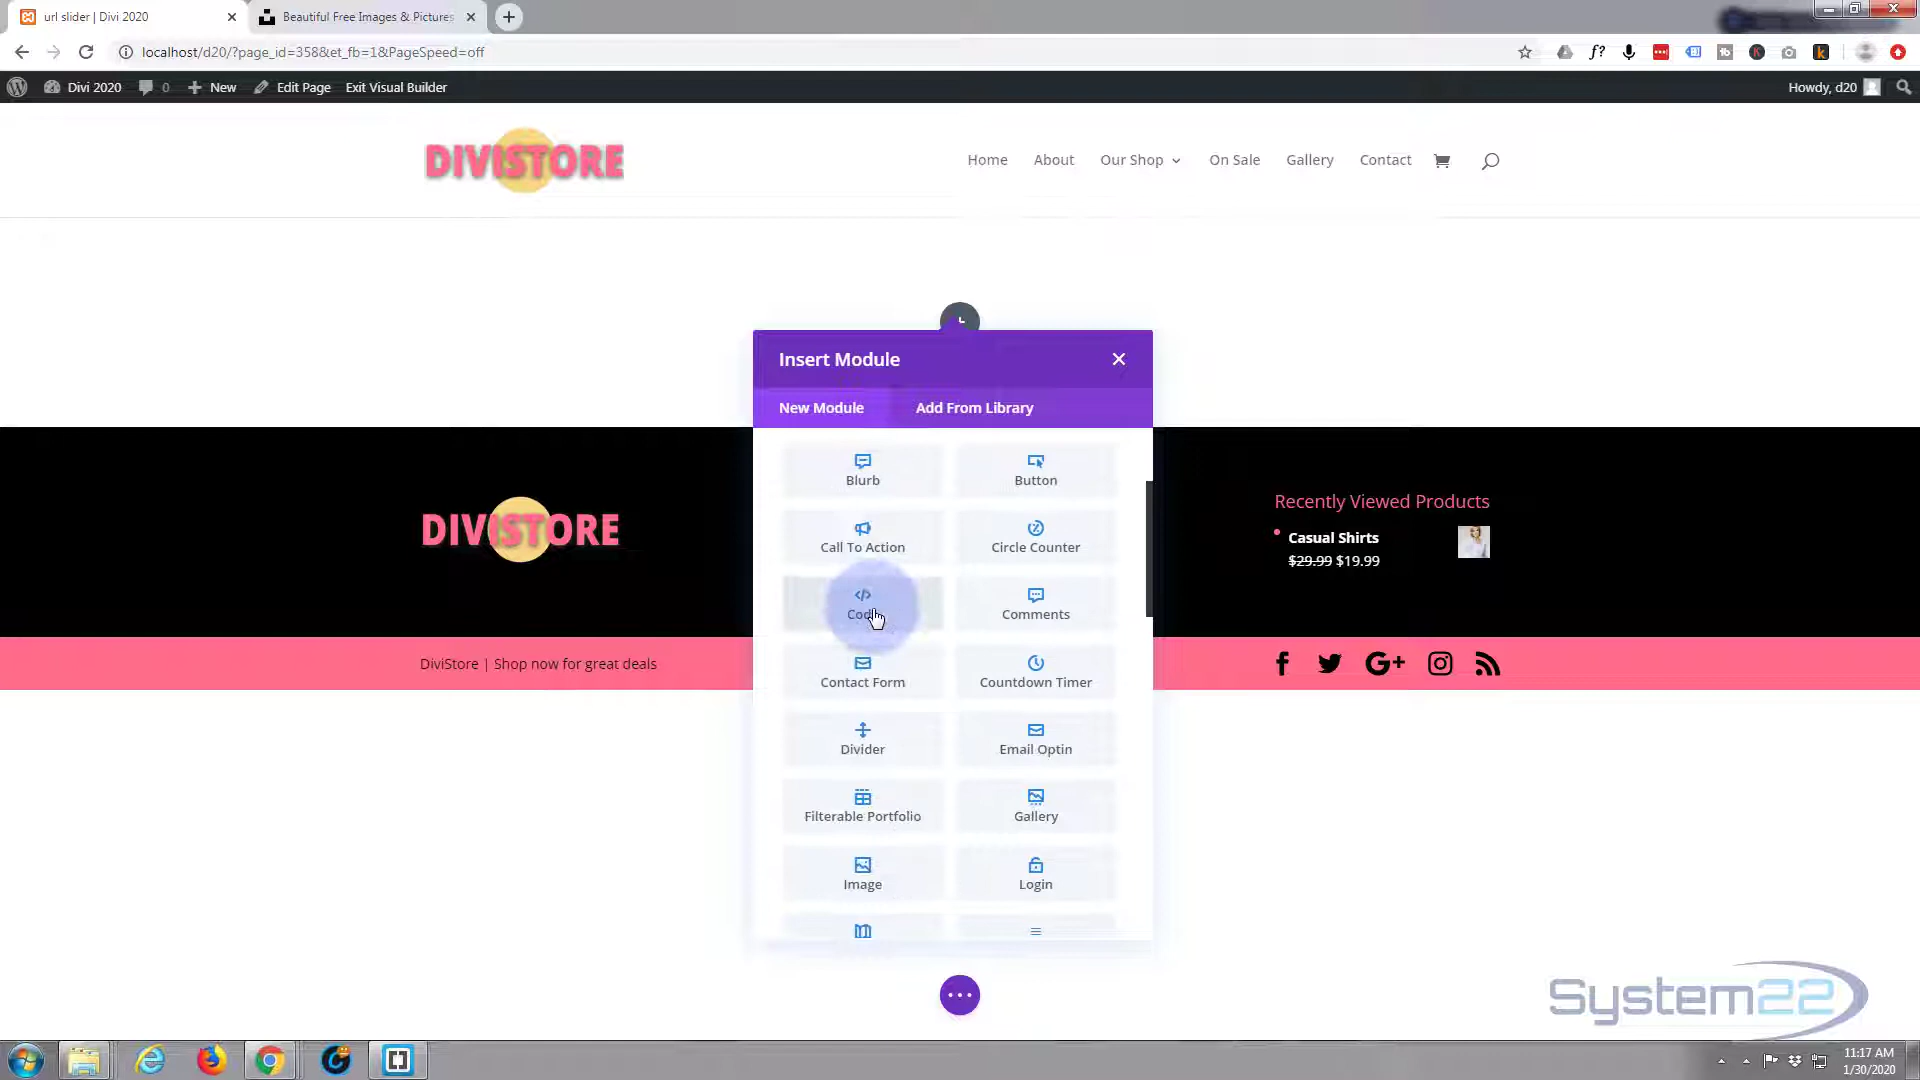 url slider | Divi 2020
Beautiful Free Images & Pictures
localhost/d20/?page_id=358&et_fb=1&PageSpeed=off
Divi 2020 0 New Edit Page Exit Visual Builder Howdy, d20
DIVISTORE
Home About Our Shop On Sale Gallery Contact
Insert Module
New Module Add From Library
Blurb Button
Call To Action Circle Counter
Code Comments
Contact Form Countdown Timer
Divider Email Optin
Filterable Portfolio Gallery
Image Login
DIVISTORE
Recently Viewed Products
Casual Shirts
$29.99 $19.99
DiviStore | Shop now for great deals
System22
11:17 AM
1/30/2020